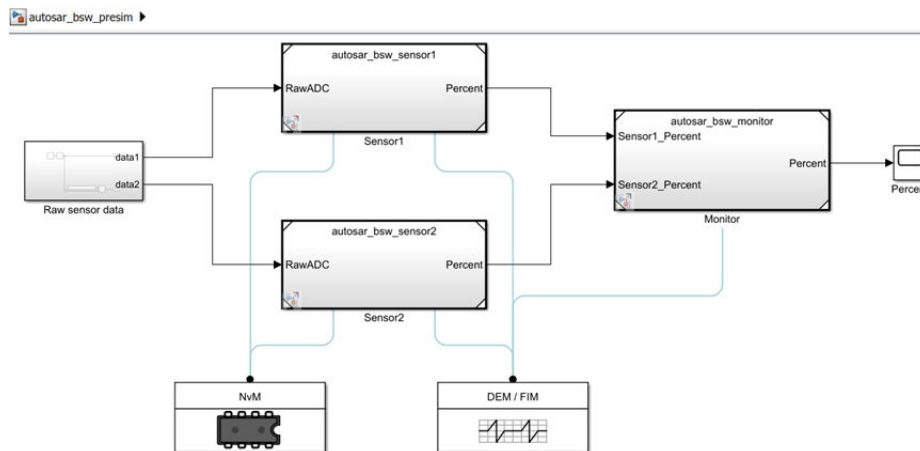 autosar_bsw_presim
autosar_bsw_sensor1
RawADC
Percent
Sensor1
data1
data2
Raw sensor data
autosar_bsw_sensor2
RawADC
Percent
Sensor2
autosar_bsw_monitor
Sensor1_Percent
Sensor2_Percent
Percent
Monitor
NvM
DEM / FIM